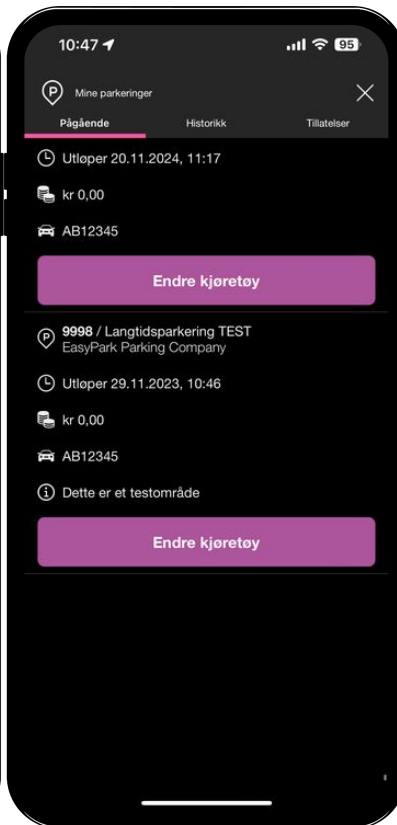 10:47
95
P Mine parkeringer
Pågående Historikk Tillatelser
Utløper 20.11.2024, 11:17
kr 0,00
AB12345
Endre kjøretøy
P 9998 / Langtidsparkering TEST
EasyPark Parking Company
Utløper 29.11.2023, 10:46
kr 0,00
AB12345
Dette er et testområde
Endre kjøretøy